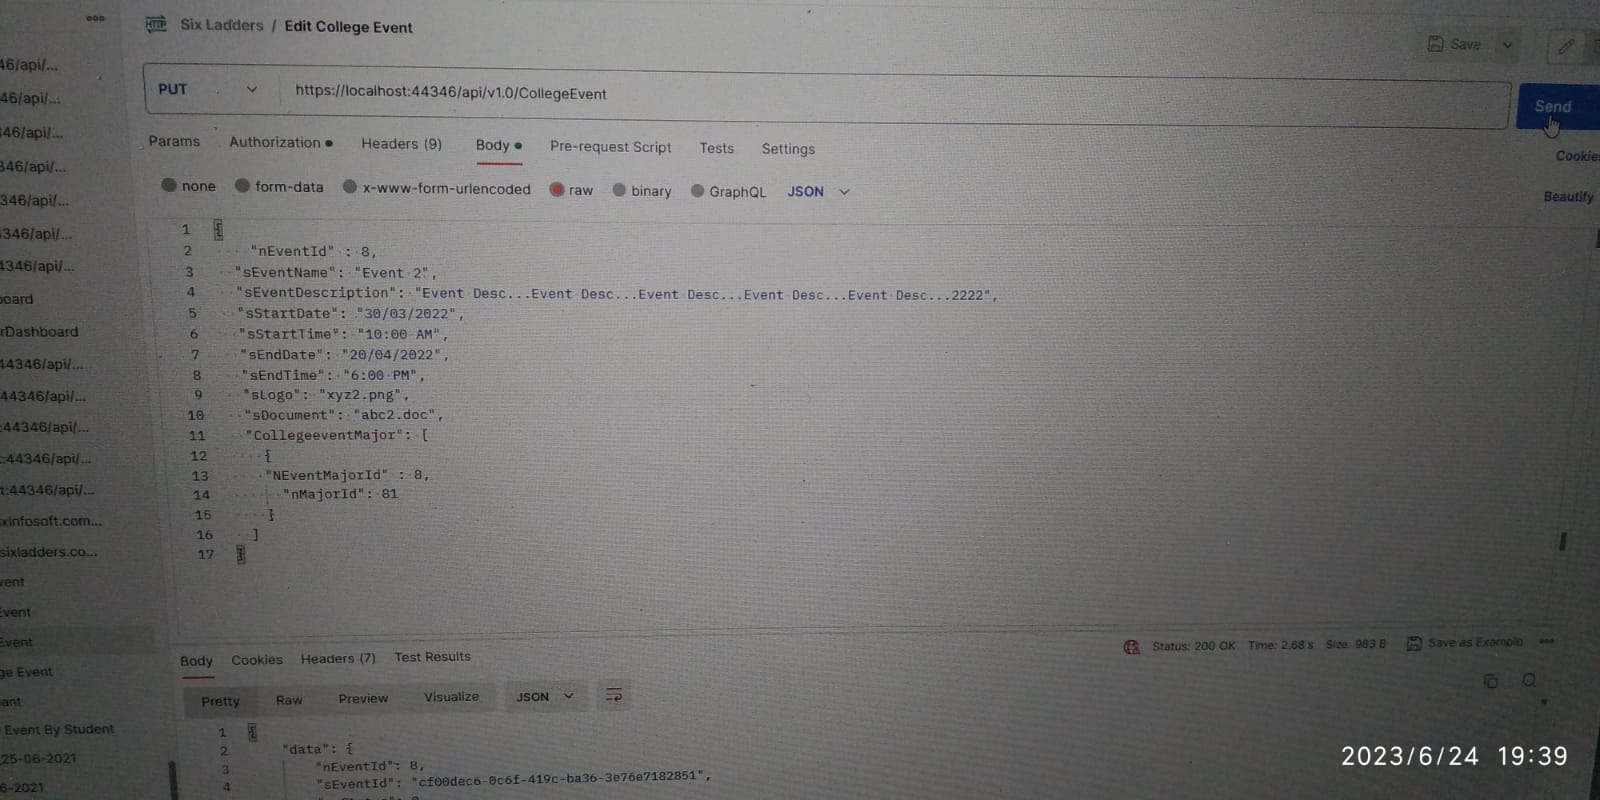 Six Ladders / Edit College Event
Save
PUT
https://localhost:44346/api/v1.0/CollegeEvent
Send
Params Authorization Headers (9) Body Pre-request Script Tests Settings
Cookies
none form-data x-www-form-urlencoded raw binary GraphQL JSON
Beautify
46/api/...
46/api/...
346/api/...
346/api/...
346/api/...
4346/api/...
4346/api/...
board
rDashboard
44346/api/...
44346/api/...
:44346/api/...
t:44346/api/...
t:44346/api/...
xinfosoft.com...
sixladders.co...
vent
Event
Event
ge Event
ant
Event By Student
25-06-2021
6-2021
1 {
2 "nEventId" : 8,
3 "sEventName": "Event 2",
4 "sEventDescription": "Event Desc...Event Desc...Event Desc...Event Desc...Event Desc...2222",
5 "sStartDate": "30/03/2022",
6 "sStartTime": "10:00 AM",
7 "sEndDate": "20/04/2022",
8 "sEndTime": "6:00 PM",
9 "sLogo": "xyz2.png",
10 "sDocument": "abc2.doc",
11 "CollegeeventMajor": [
12 {
13 "NEventMajorId" : 8,
14 "nMajorId": 81
15 }
16 ]
17 }
Body Cookies Headers (7) Test Results
Status: 200 OK Time: 2.68 s Size: 983 B Save as Example
Pretty Raw Preview Visualize JSON
1 {
2 "data": {
3 "nEventId": 8,
4 "sEventId": "cf00dec6-0c6f-419c-ba36-3e76e7182851",
2023/6/24 19:39